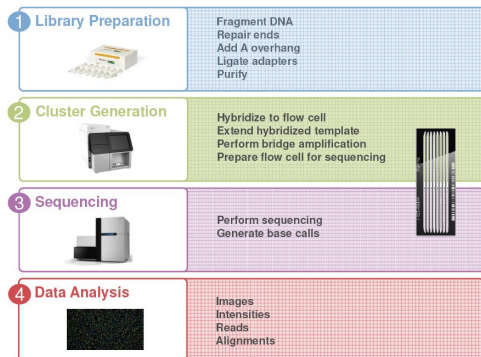 1 Library Preparation
Fragment DNA
Repair ends
Add A overhang
Ligate adapters
Purify
2 Cluster Generation
Hybridize to flow cell
Extend hybridized template
Perform bridge amplification
Prepare flow cell for sequencing
3 Sequencing
Perform sequencing
Generate base calls
4 Data Analysis
Images
Intensities
Reads
Alignments